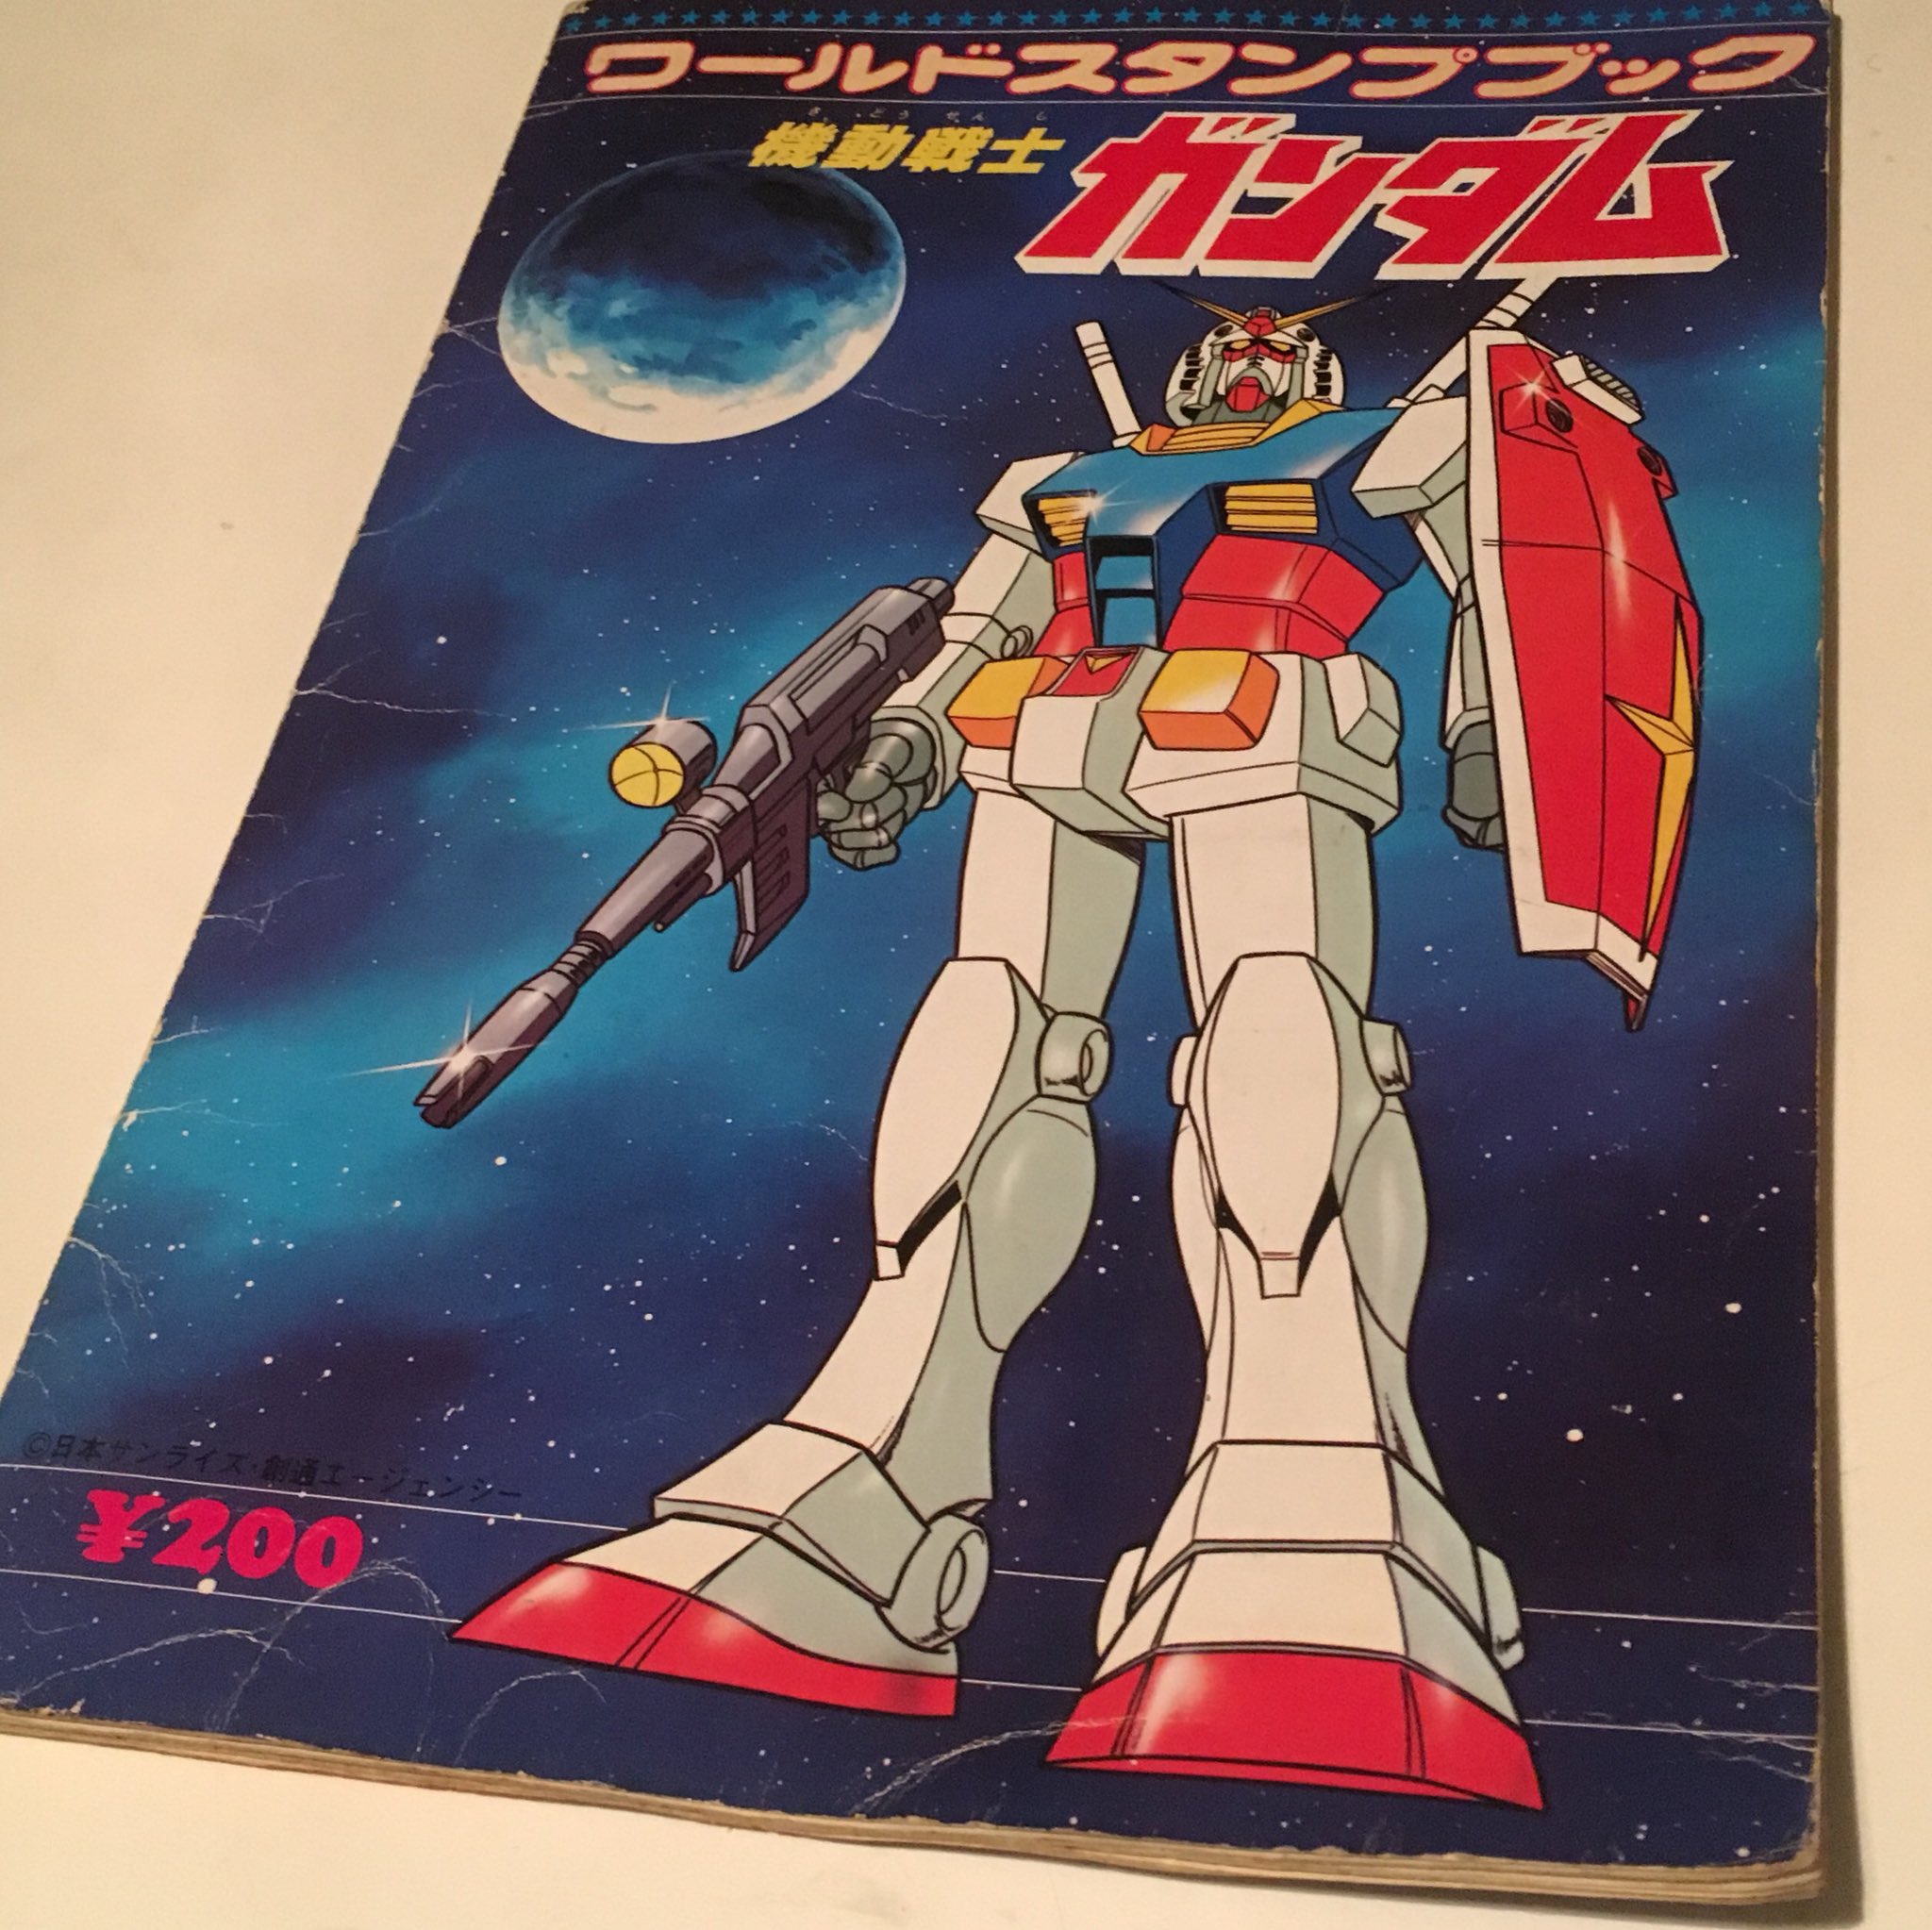 ワールドスタンプブック
きどうせんし
機動戦士 ガンダム
©日本サンライズ・創通エージェンシー
¥200